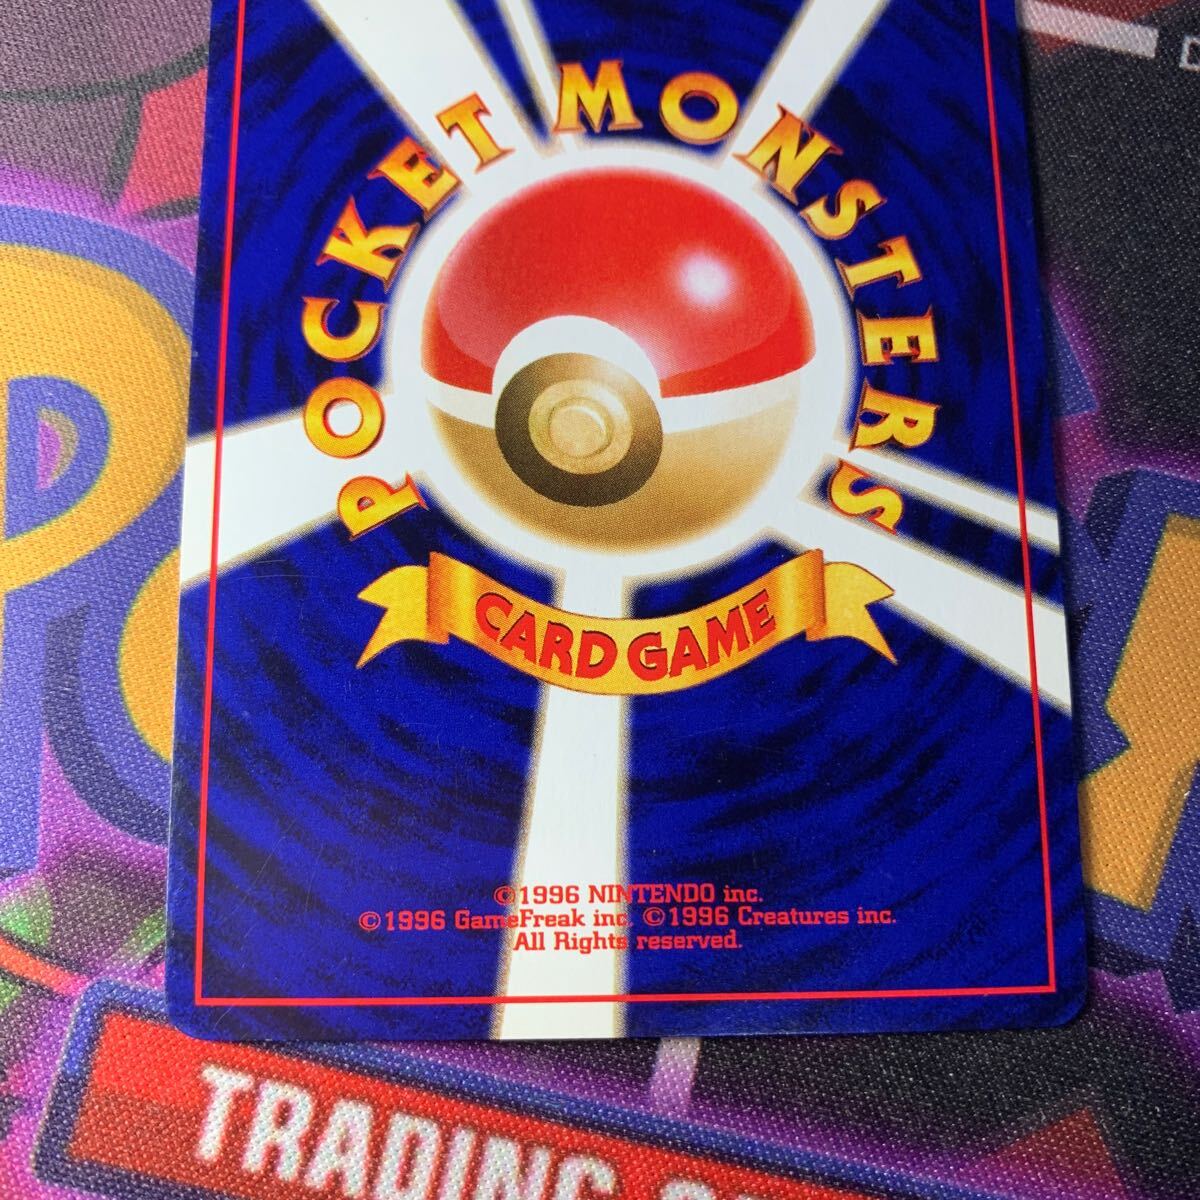 POCKET MONSTERS
CARD GAME
©1996 NINTENDO inc.
©1996 GameFreak inc. ©1996 Creatures inc.
All Rights reserved.
TRADING